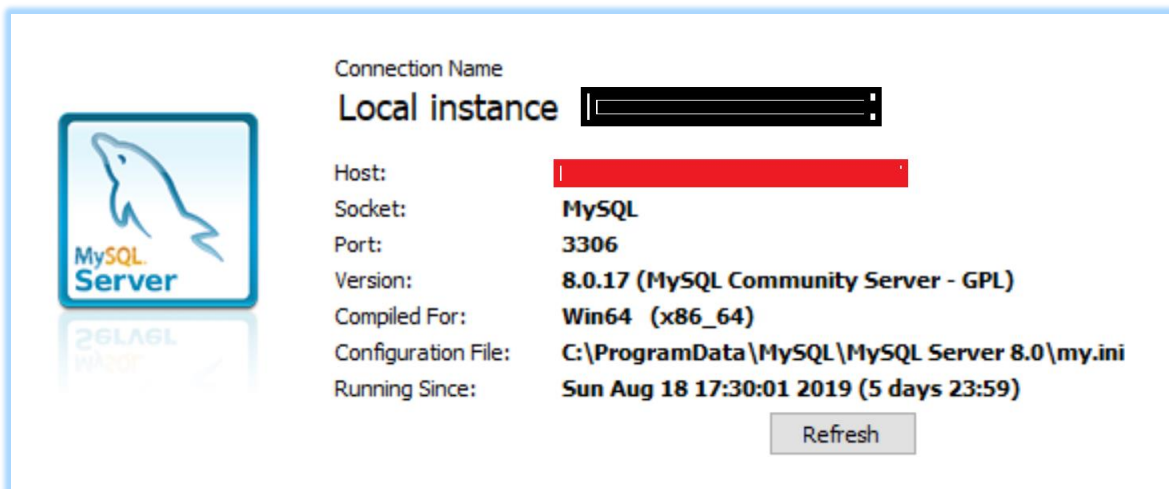 Connection Name
Local instance
Host:
Socket: MySQL
Port: 3306
Version: 8.0.17 (MySQL Community Server - GPL)
Compiled For: Win64 (x86_64)
Configuration File: C:\ProgramData\MySQL\MySQL Server 8.0\my.ini
Running Since: Sun Aug 18 17:30:01 2019 (5 days 23:59)
Refresh
MySQL.
Server